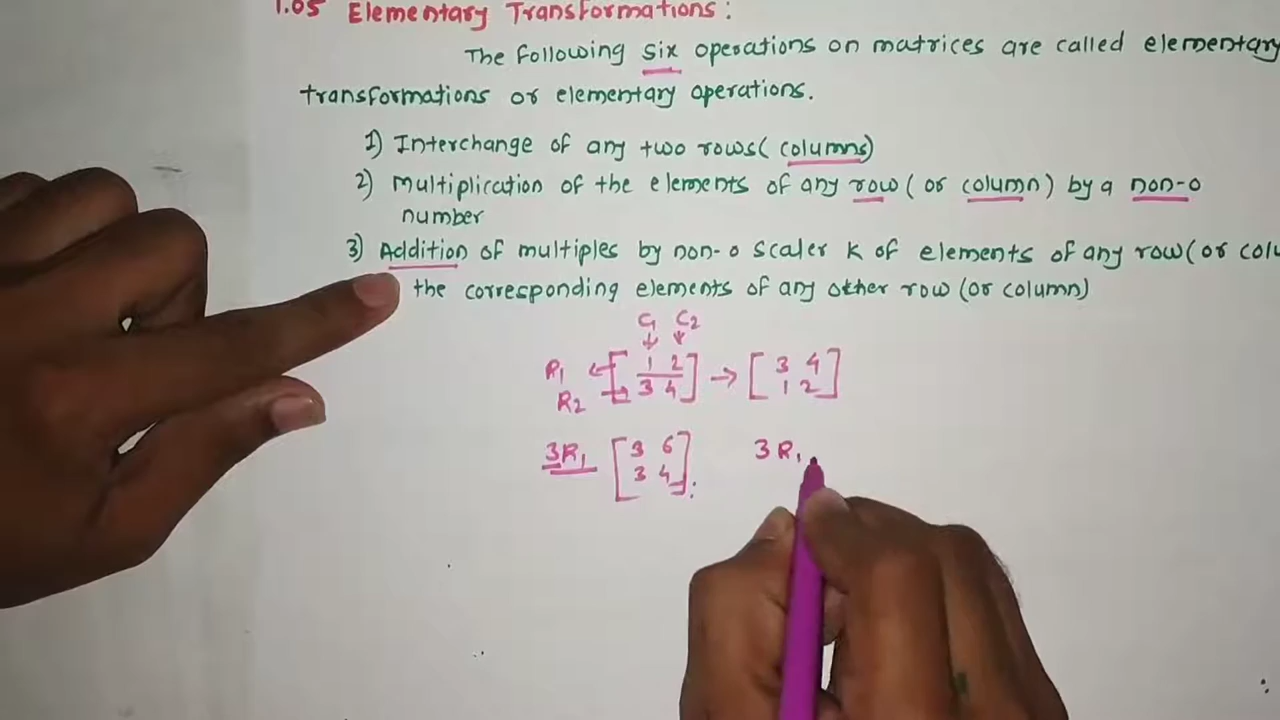 1.05 Elementary Transformations:
The following six operations on matrices are called elementary
transformations or elementary operations.
1) Interchange of any two rows(columns)
2) Multiplication of the elements of any row (or column) by a non-0
number
3) Addition of multiples by non-0 scaler k of elements of any row(or colu
the corresponding elements of any other row (or column)
C1 C2
R1 ← [ 1 2 → [ 3 4
R2 3 4 ] 1 2 ]
3R1 [ 3 6 3R1
3 4 ]